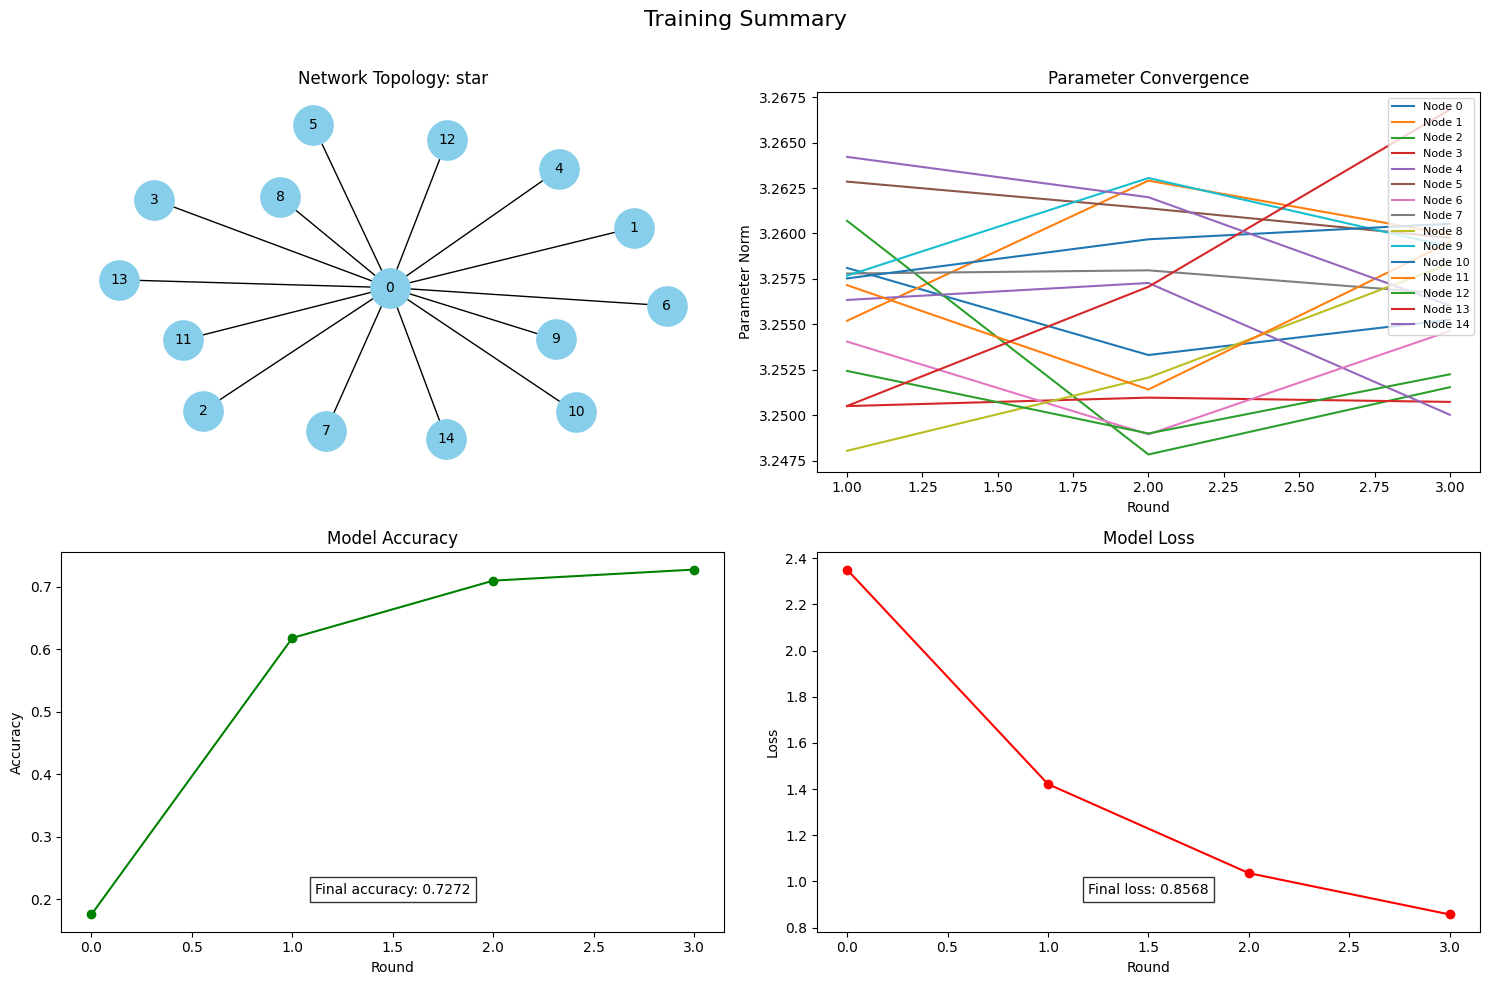 Training Summary
Network Topology: star
5
12
4
8
3
1
13
0
6
11
9
2
10
7
14
Parameter Convergence
3.2675
3.2650
3.2625
3.2600
3.2575
3.2550
3.2525
3.2500
3.2475
Parameter Norm
1.00 1.25 1.50 1.75 2.00 2.25 2.50 2.75 3.00
Round
Node 0
Node 1
Node 2
Node 3
Node 4
Node 5
Node 6
Node 7
Node 8
Node 9
Node 10
Node 11
Node 12
Node 13
Node 14
Model Accuracy
0.7
0.6
0.5
0.4
0.3
0.2
Accuracy
Final accuracy: 0.7272
0.0 0.5 1.0 1.5 2.0 2.5 3.0
Round
Model Loss
2.4
2.2
2.0
1.8
1.6
1.4
1.2
1.0
0.8
Loss
Final loss: 0.8568
0.0 0.5 1.0 1.5 2.0 2.5 3.0
Round